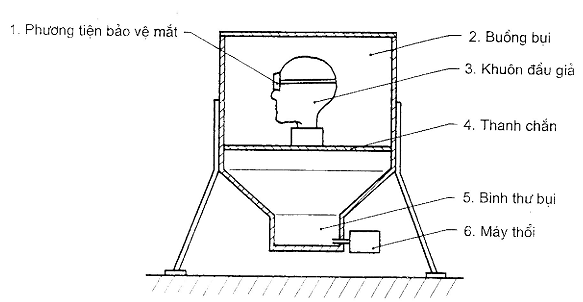 1. Phương tiện bảo vệ mắt
2. Buồng bụi
3. Khuôn đầu giả
4. Thanh chắn
5. Bình thư bụi
6. Máy thổi